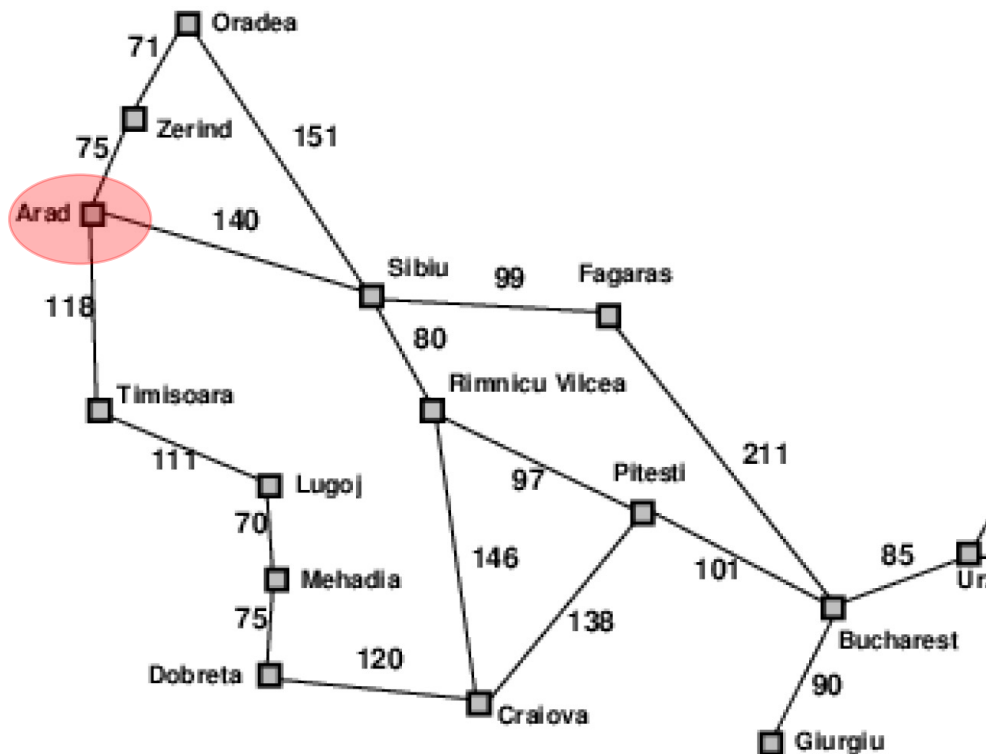 Oradea
71
Zerind
151
75
Arad
140
Sibiu
99
Fagaras
118
80
Timisoara
Rimnicu Vilcea
111
211
97
Pitesti
Lugoj
70
146
101
85
Mehadia
Ur
75
138
Bucharest
120
Dobreta
90
Craiova
Giurgiu